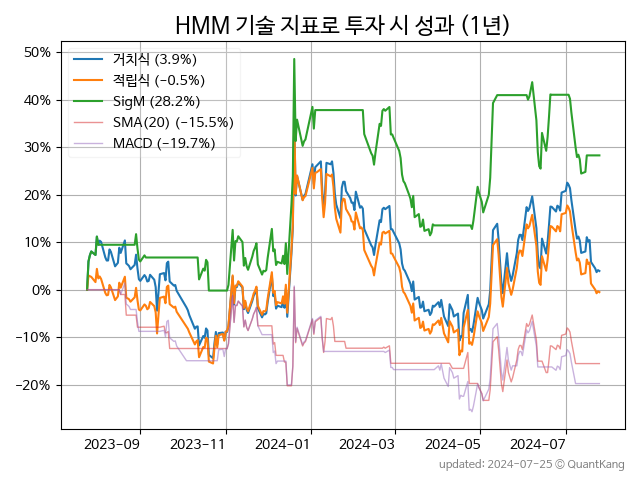 HMM 기술 지표로 투자 시 성과 (1년)
50%
40%
30%
20%
10%
0%
−10%
−20%
거치식 (3.9%)
적립식 (−0.5%)
SigM (28.2%)
SMA(20) (−15.5%)
MACD (−19.7%)
2023-09
2023-11
2024-01
2024-03
2024-05
2024-07
updated: 2024-07-25 © QuantKang